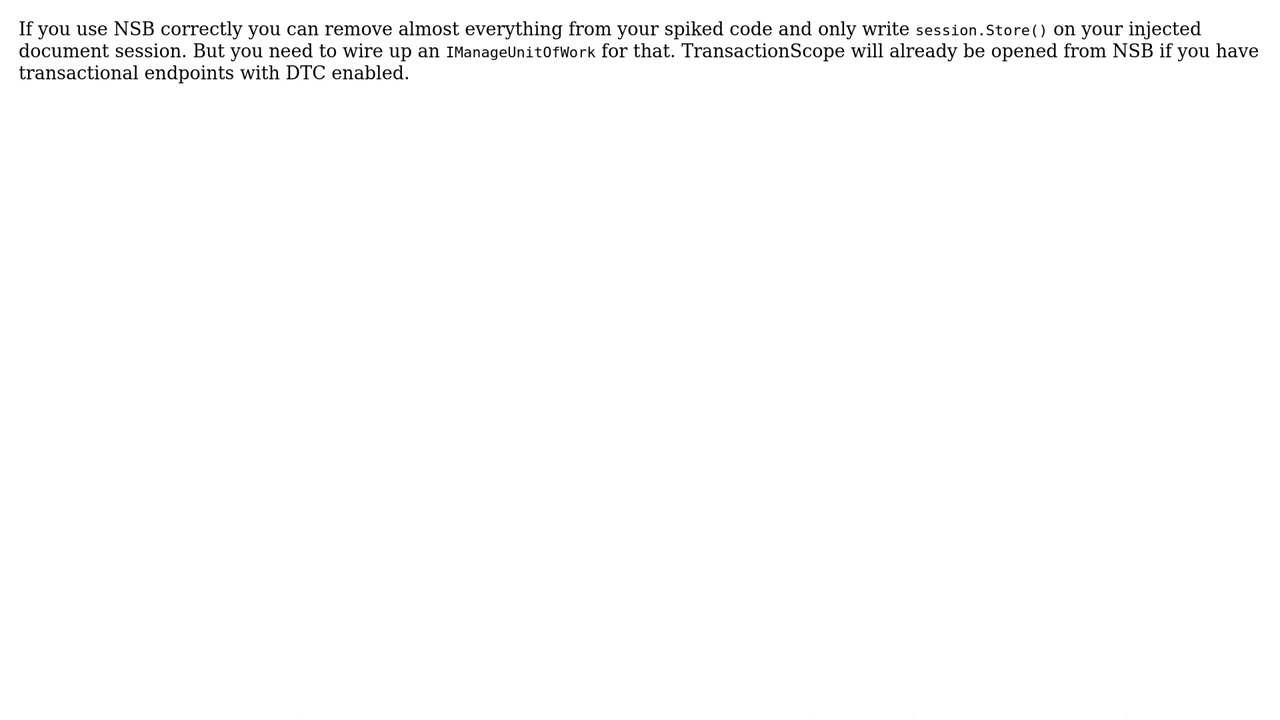 If you use NSB correctly you can remove almost everything from your spiked code and only write session.Store() on your injected
document session. But you need to wire up an IManageUnitOfWork for that. TransactionScope will already be opened from NSB if you have
transactional endpoints with DTC enabled.